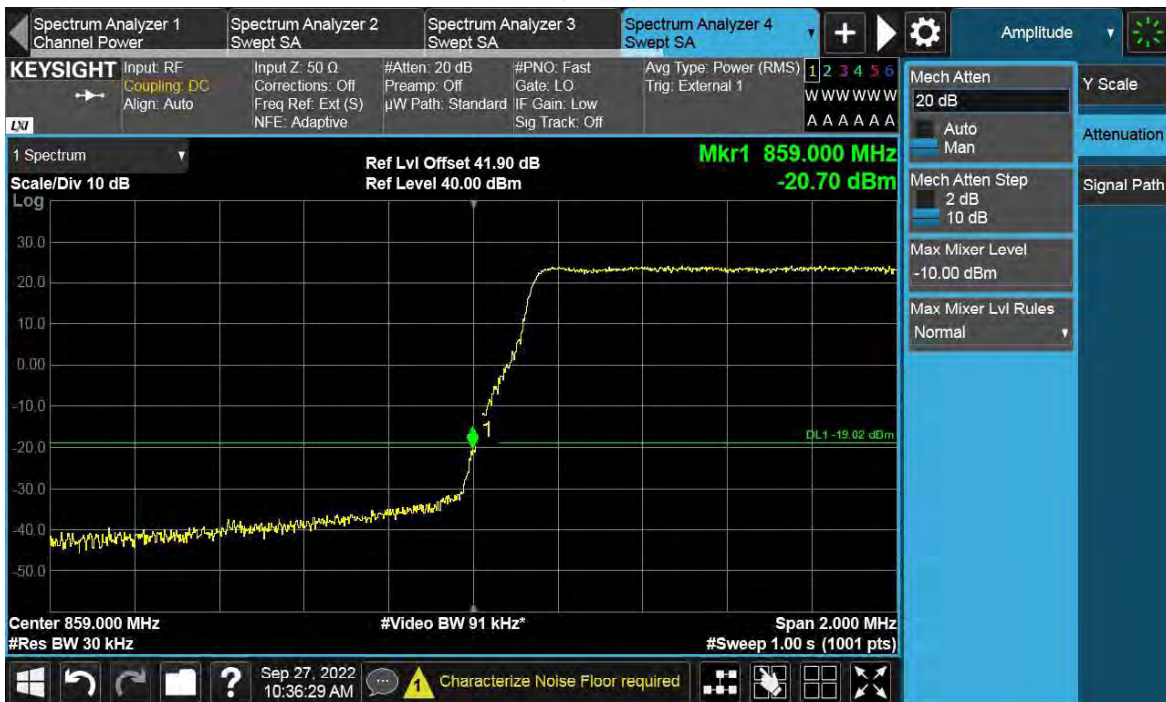 Spectrum Analyzer 1
Channel Power
Spectrum Analyzer 2
Swept SA
Spectrum Analyzer 3
Swept SA
Spectrum Analyzer 4
Swept SA
+
Amplitude
KEYSIGHT
LXI
Input: RF
Coupling: DC
Align: Auto
Input Z: 50 Ω
Corrections: Off
Freq Ref: Ext (S)
NFE: Adaptive
#Atten: 20 dB
Preamp: Off
µW Path: Standard
#PNO: Fast
Gate: LO
IF Gain: Low
Sig Track: Off
Avg Type: Power (RMS)
Trig: External 1
1 2 3 4 5 6
W W W W W W
A A A A A A
1 Spectrum
Scale/Div 10 dB
Log
Ref Lvl Offset 41.90 dB
Ref Level 40.00 dBm
Mkr1 859.000 MHz
-20.70 dBm
30.0
20.0
10.0
0.00
-10.0
-20.0
-30.0
-40.0
-50.0
1
DL1 -19.02 dBm
Center 859.000 MHz
#Res BW 30 kHz
#Video BW 91 kHz*
Span 2.000 MHz
#Sweep 1.00 s (1001 pts)
Mech Atten
20 dB
Auto
Man
Mech Atten Step
2 dB
10 dB
Max Mixer Level
-10.00 dBm
Max Mixer Lvl Rules
Normal
Y Scale
Attenuation
Signal Path
?
Sep 27, 2022
10:36:29 AM
1
Characterize Noise Floor required